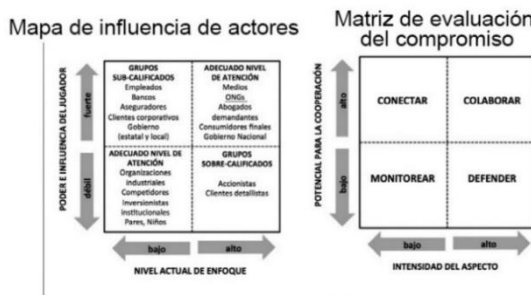 Mapa de influencia de actores
PODER E INFLUENCIA DEL JUGADOR
fuerte
débil
GRUPOS
SUB-CALIFICADOS
Empleados
Bancos
Aseguradores
Clientes corporativos
Gobierno
(estatal y local)
ADECUADO NIVEL
DE ATENCIÓN
Medios
ONGs
Abogados
demandantes
Consumidores finales
Gobierno Nacional
ADECUADO NIVEL DE
ATENCIÓN
Organizaciones
industriales
Competidores
Inversionistas
institucionales
Pares, Niños
GRUPOS
SOBRE-CALIFICADOS
Accionistas
Clientes detallistas
bajo
alto
NIVEL ACTUAL DE ENFOQUE
Matriz de evaluación
del compromiso
POTENCIAL PARA LA COOPERACIÓN
alto
bajo
CONECTAR
COLABORAR
MONITOREAR
DEFENDER
bajo
alto
INTENSIDAD DEL ASPECTO